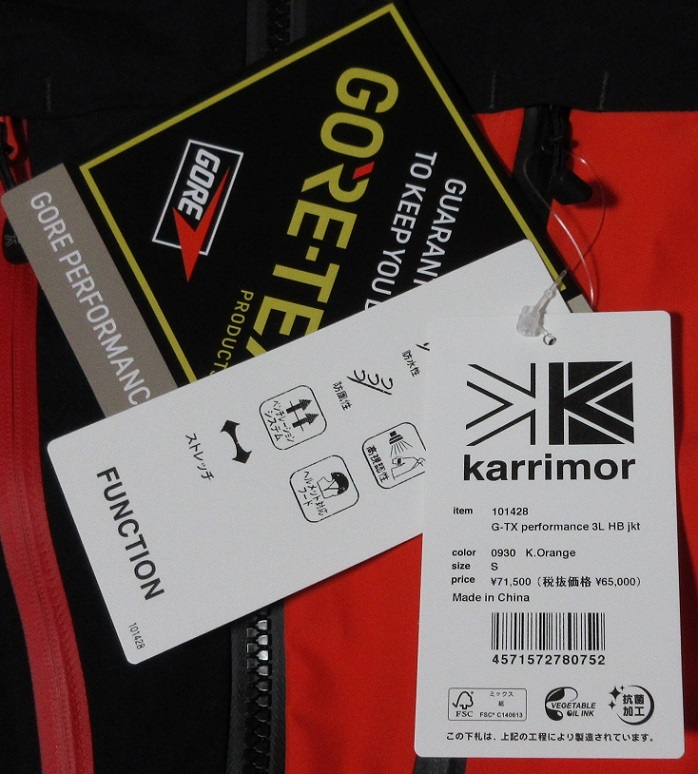 GORE
GORE-TEX
PRODUCT
TO KEEP YOU
GORE PERFORMANC
防水性
防風性
ベンチレーション
システム
ストレッチ
高視認性
ヘルメット対応
フード
FUNCTION
101428
karrimor
item 101428
G-TX performance 3L HB jkt
color 0930 K.Orange
size S
price ¥71,500（税抜価格 ¥65,000）
Made in China
4571572780752
FSC
ミックス
紙
FSC® C140613
VEGETABLE
OIL INK
抗菌
加工
この下札は、上記の工程により製造されています。